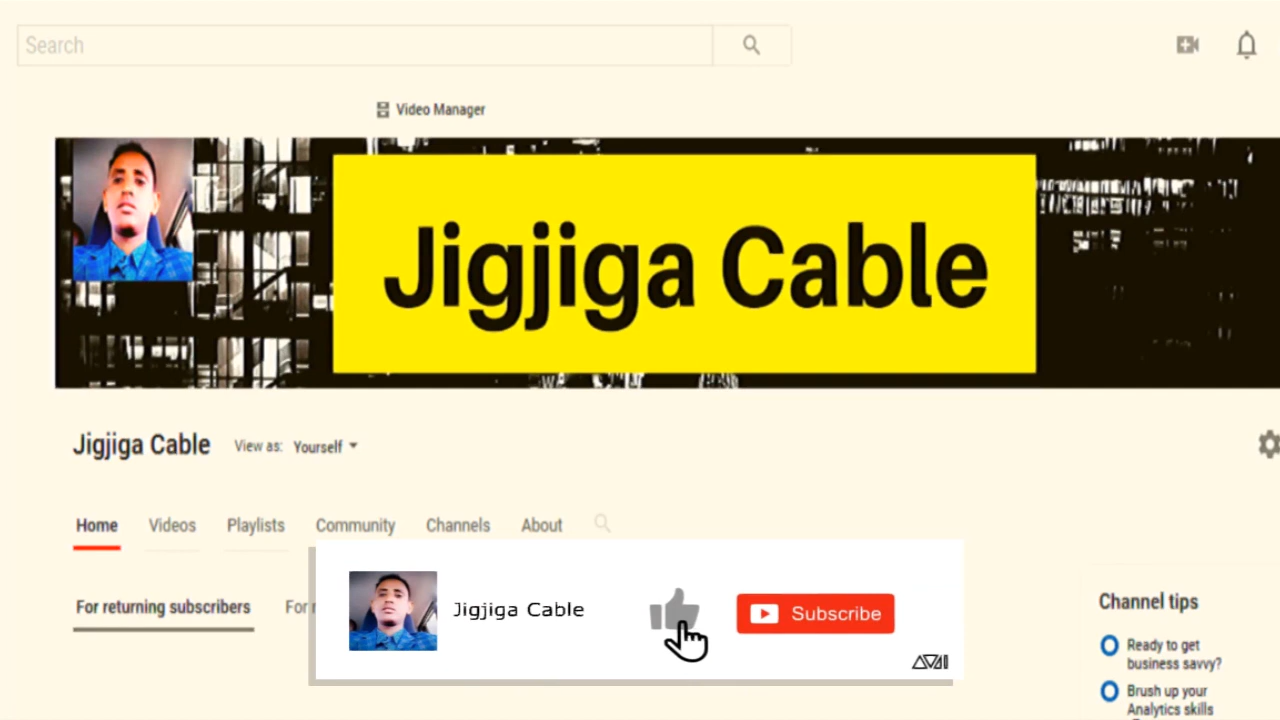 Search
Video Manager
Jigjiga Cable
Jigjiga Cable
View as: Yourself
Home Videos Playlists Community Channels About
For returning subscribers For
Jigjiga Cable
Subscribe
Channel tips
Ready to get
business savvy?
Brush up your
Analytics skills